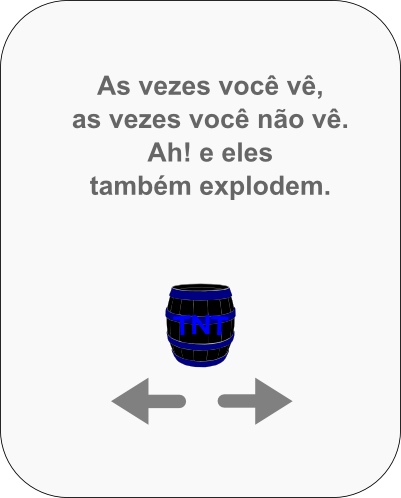 As vezes você vê,
as vezes você não vê.
Ah! e eles
também explodem.
TNT